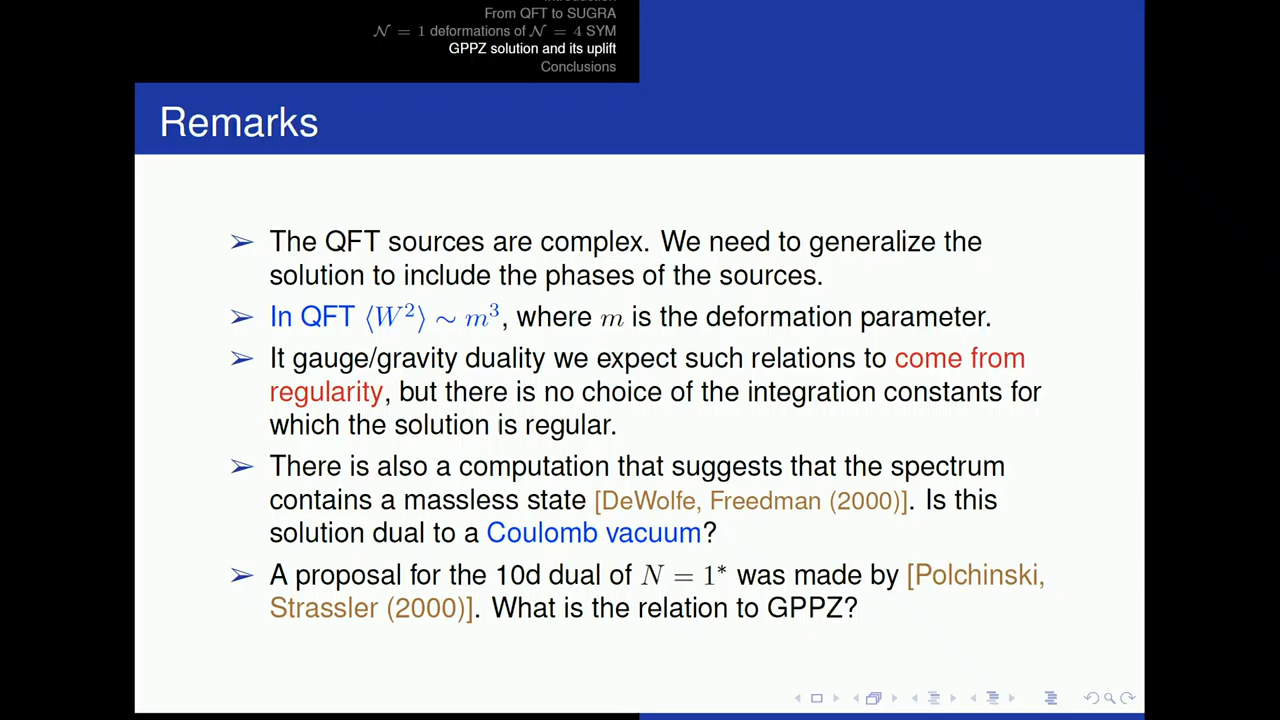 Introduction
From QFT to SUGRA
𝒩 = 1 deformations of 𝒩 = 4 SYM
GPPZ solution and its uplift
Conclusions
Remarks
➢ The QFT sources are complex. We need to generalize the
solution to include the phases of the sources.
➢ In QFT ⟨W²⟩ ∼ m³, where m is the deformation parameter.
➢ It gauge/gravity duality we expect such relations to come from
regularity, but there is no choice of the integration constants for
which the solution is regular.
➢ There is also a computation that suggests that the spectrum
contains a massless state [DeWolfe, Freedman (2000)]. Is this
solution dual to a Coulomb vacuum?
➢ A proposal for the 10d dual of N = 1* was made by [Polchinski,
Strassler (2000)]. What is the relation to GPPZ?